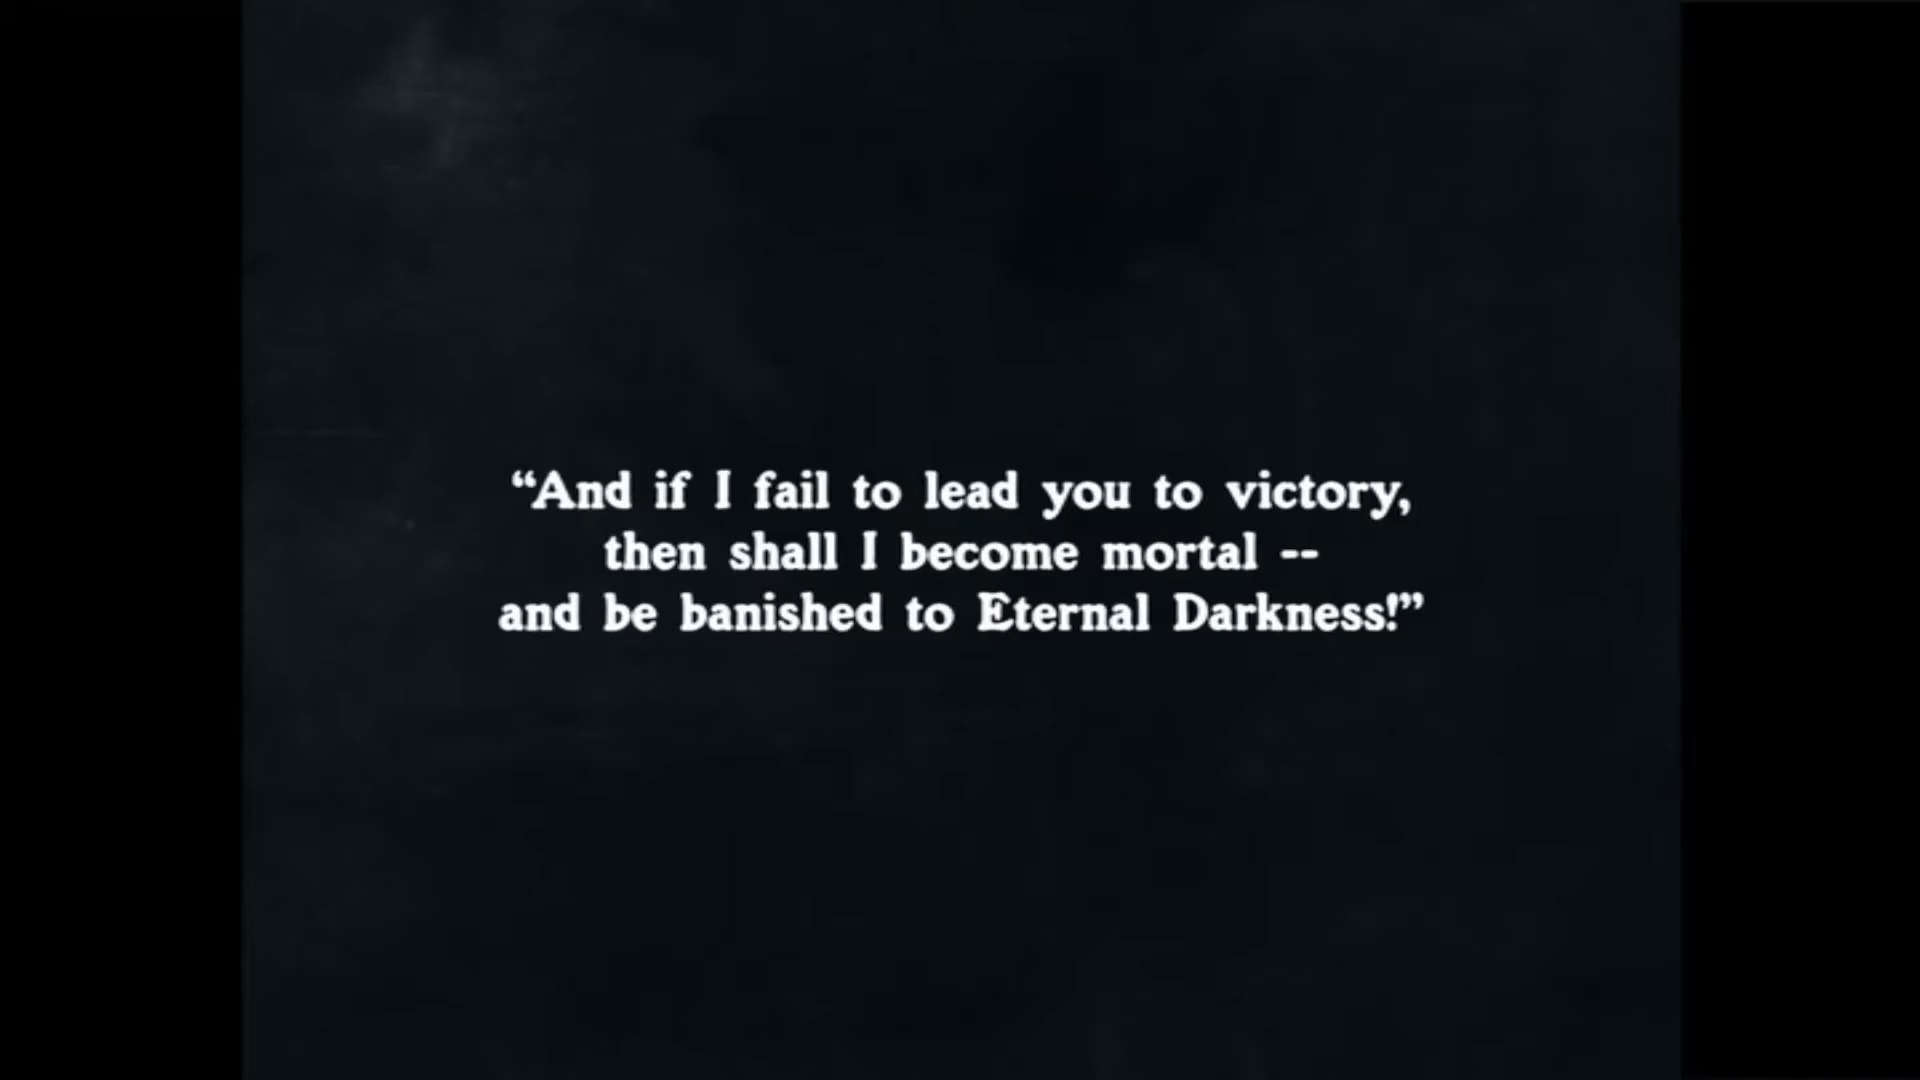 “And if I fail to lead you to victory,
then shall I become mortal --
and be banished to Eternal Darkness!”